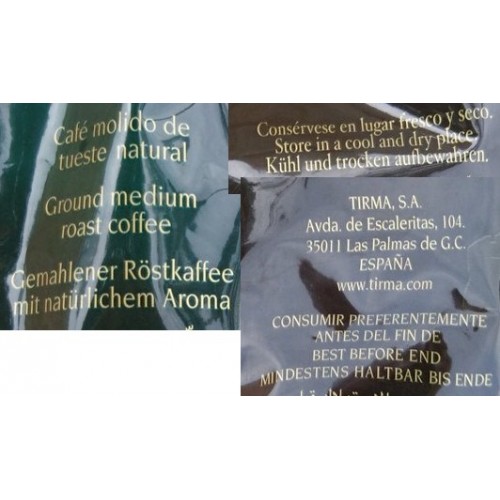 Café molido de
tueste natural
Ground medium
roast coffee
Gemahlener Röstkaffee
mit natürlichem Aroma
Consérvese en lugar fresco y seco.
Store in a cool and dry place
Kühl und trocken aufbewahren.
TIRMA, S.A.
Avda. de Escaleritas, 104.
35011 Las Palmas de G.C.
ESPAÑA
www.tirma.com
CONSUMIR PREFERENTEMENTE
ANTES DEL FIN DE
BEST BEFORE END
MINDESTENS HALTBAR BIS ENDE